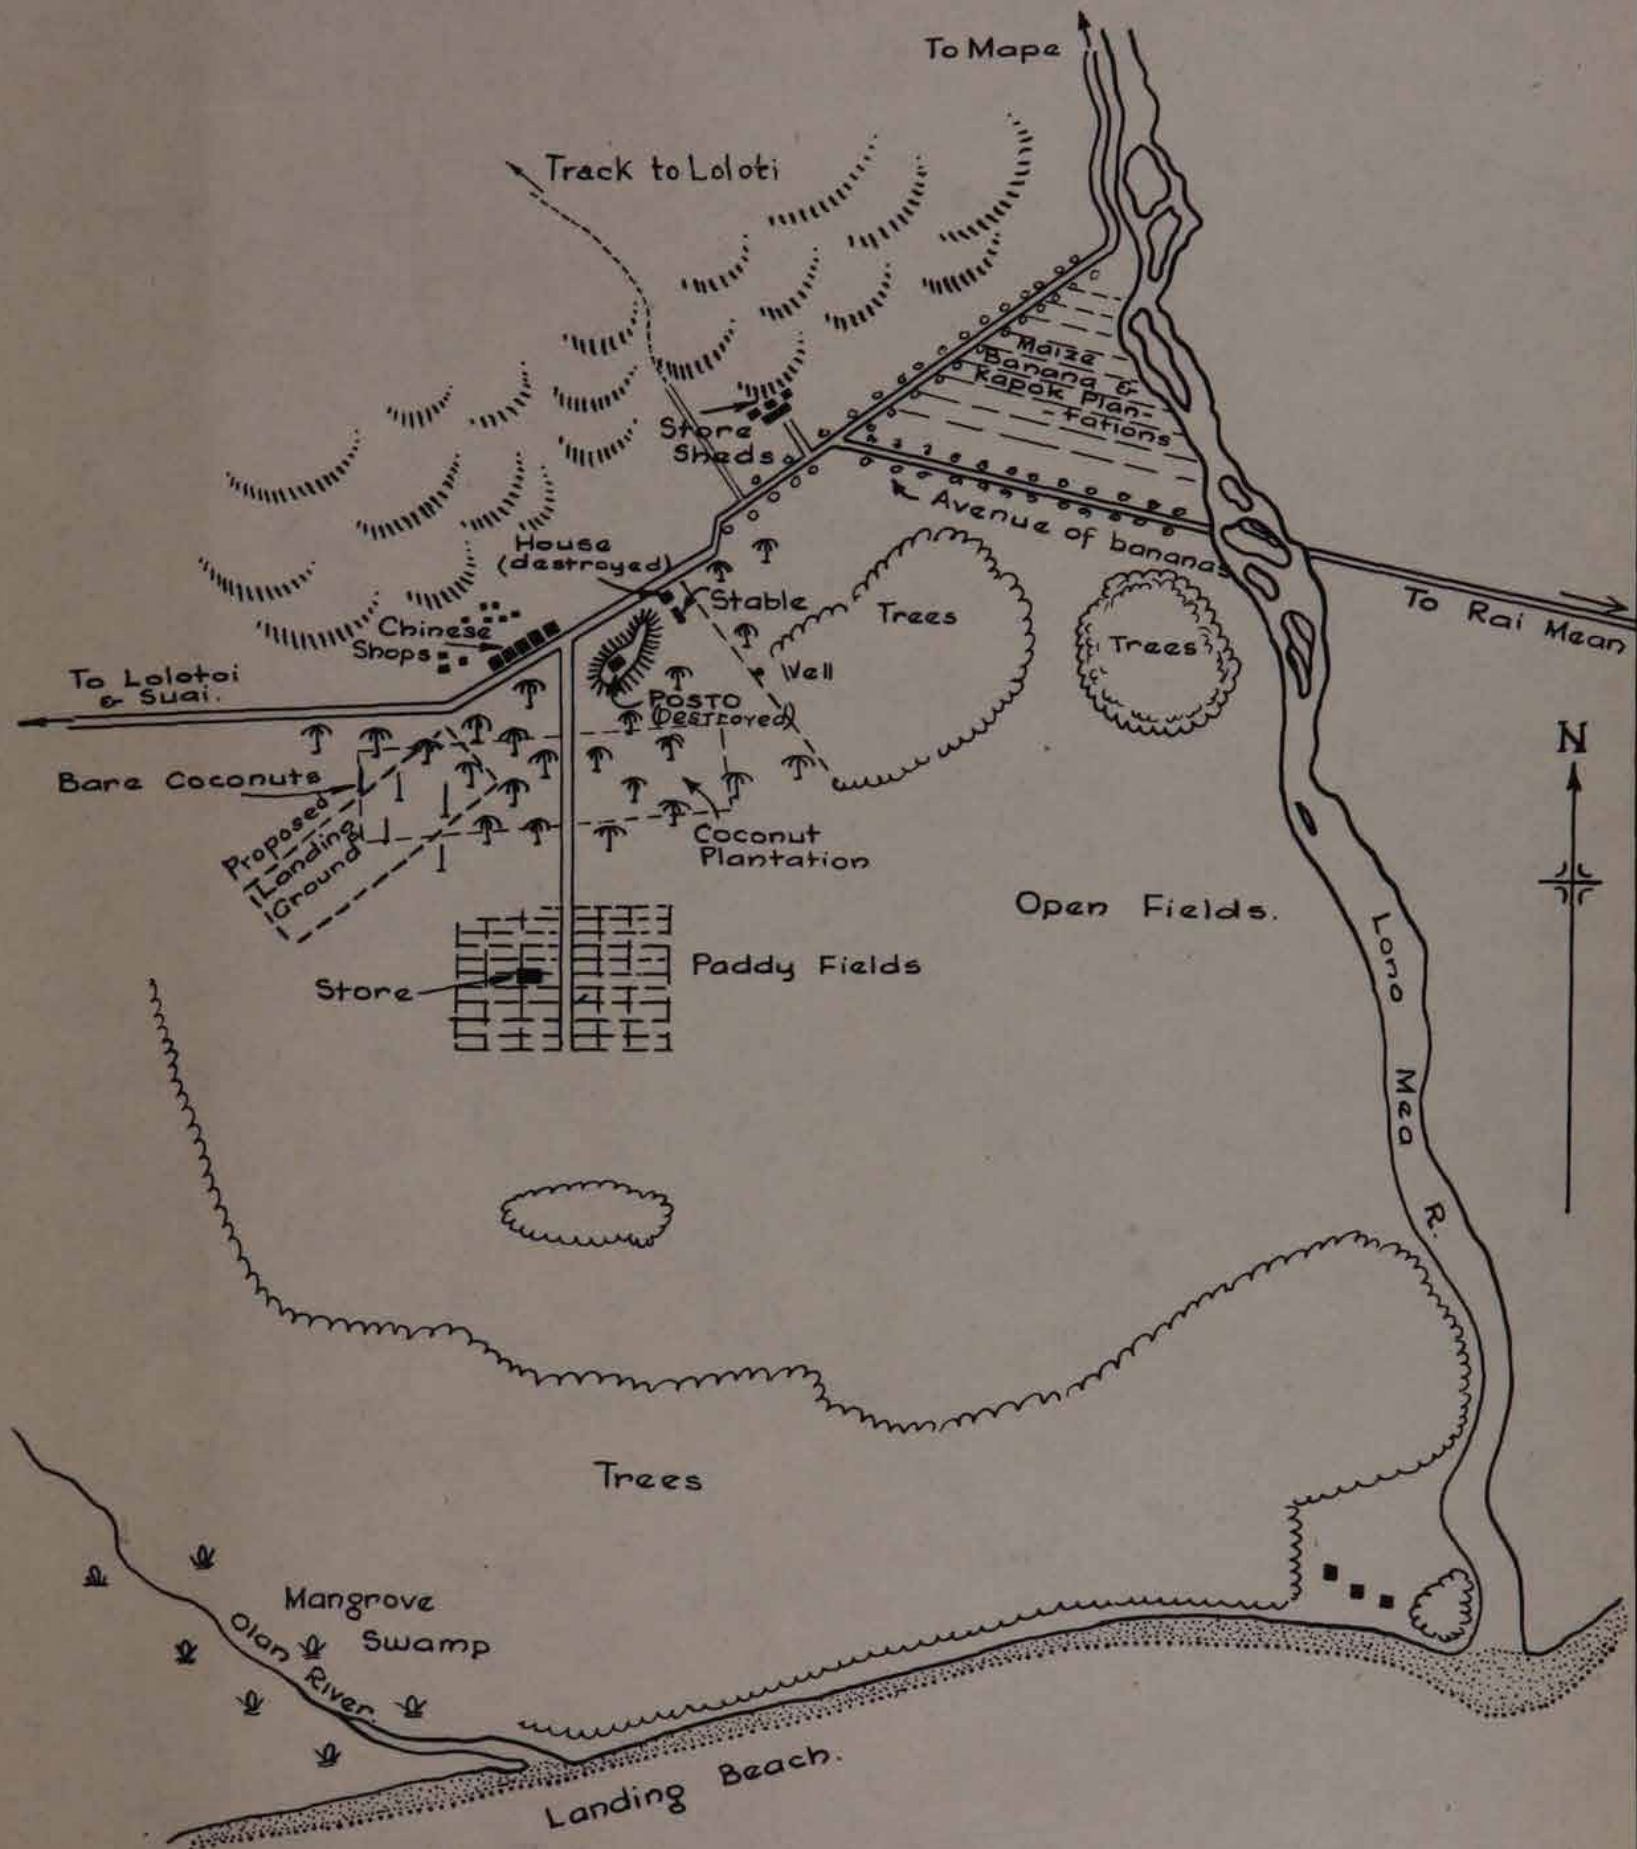 To Mape
Track to Loloti
Maize
Banana &
Kapok Plan-
-tations
Store
Sheds
Avenue of bananas
House
(destroyed)
Stable
Trees
Trees
To Rai Mean
Chinese
Shops
Well
To Lolotoi
& Suai.
POSTO
(Destroyed)
N
Bare Coconuts
Proposed
Landing
Ground
Coconut
Plantation
Open Fields.
Paddy Fields
Store
Lono Mea R.
Trees
Mangrove
Swamp
Olan River.
Landing Beach.